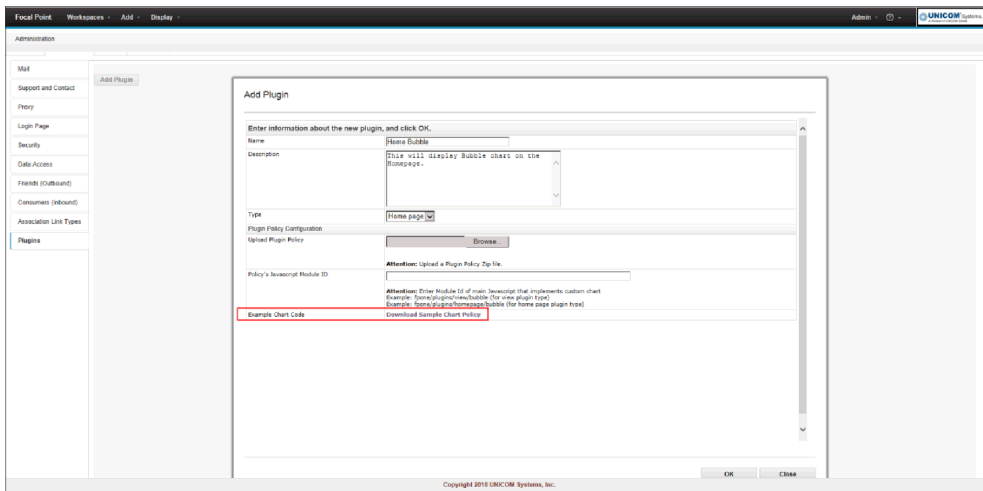 Focal Point Workspaces Add Display Admin UNICOM Systems,
Administration
Mail
Support and Contact
Proxy
Login Page
Security
Data Access
Friends (Outbound)
Consumers (Inbound)
Association Link Types
Plugins
Add Plugin
Add Plugin
Enter information about the new plugin, and click OK.
Name Home Bubble
Description This will display Bubble chart on the
Homepage.
Type Home page
Plugin Policy Configuration
Upload Plugin Policy Browse...
Attention: Upload a Plugin Policy Zip file.
Policy's Javascript Module ID
Attention: Enter Module Id of main Javascript that implements custom chart
Example: fpone/plugins/view/bubble (for view plugin type)
Example: fpone/plugins/homepage/bubble (for home page plugin type)
Example Chart Code Download Sample Chart Policy
OK Close
Copyright 2018 UNICOM Systems, Inc.